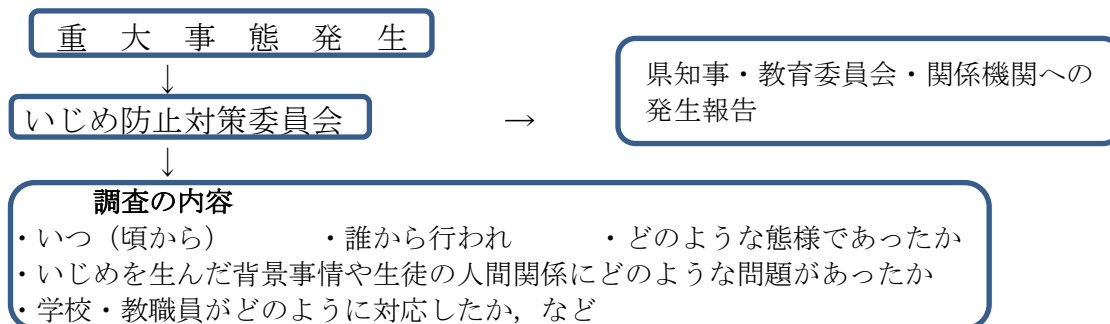 重 大 事 態 発 生
↓
いじめ防止対策委員会
→
県知事・教育委員会・関係機関への
発生報告
↓
調査の内容
・いつ（頃から） ・誰から行われ ・どのような態様であったか
・いじめを生んだ背景事情や生徒の人間関係にどのような問題があったか
・学校・教職員がどのように対応したか，など